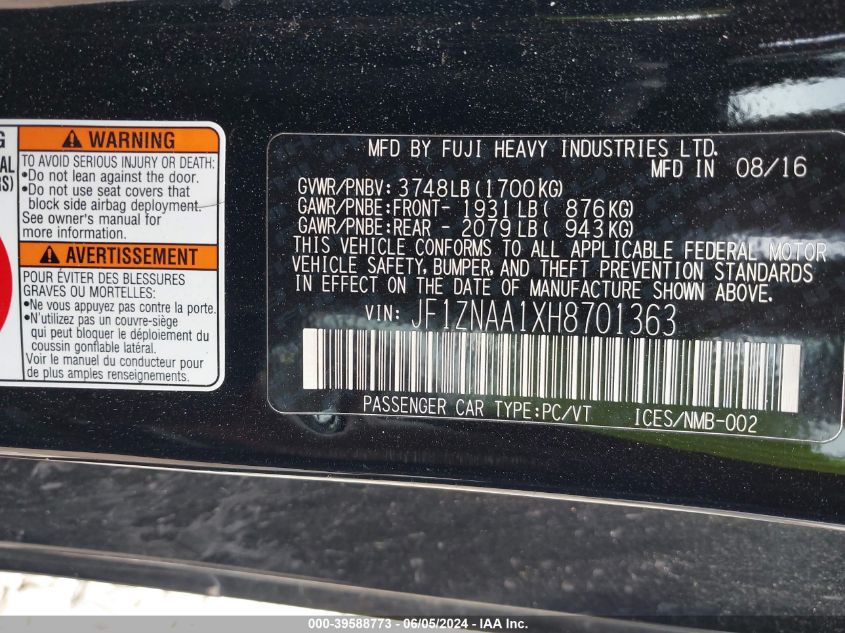 G
AL
RS)
WARNING
TO AVOID SERIOUS INJURY OR DEATH:
•Do not lean against the door.
•Do not use seat covers that
block side airbag deployment.
See owner's manual for
more information.
AVERTISSEMENT
POUR ÉVITER DES BLESSURES
GRAVES OU MORTELLES:
•Ne vous appuyez pas contre la porte.
•N'utilizes pas un couvre-siège
qui peut bloquer le déploiement du
coussin gonflable latéral.
Voir le manuel du conducteur pour
de plus amples renseignements.
MFD BY FUJI HEAVY INDUSTRIES LTD.
MFD IN 08/16
GVWR/PNBV: 3748LB(1700KG)
GAWR/PNBE:FRONT- 1931LB( 876KG)
GAWR/PNBE:REAR - 2079LB( 943KG)
THIS VEHICLE CONFORMS TO ALL APPLICABLE FEDERAL MOTOR
VEHICLE SAFETY, BUMPER, AND THEFT PREVENTION STANDARDS
IN EFFECT ON THE DATE OF MANUFACTURE SHOWN ABOVE.
VIN: JF1ZNAA1XH8701363
PASSENGER CAR TYPE:PC/VT ICES/NMB-002
000-39588773 - 06/05/2024 - IAA Inc.